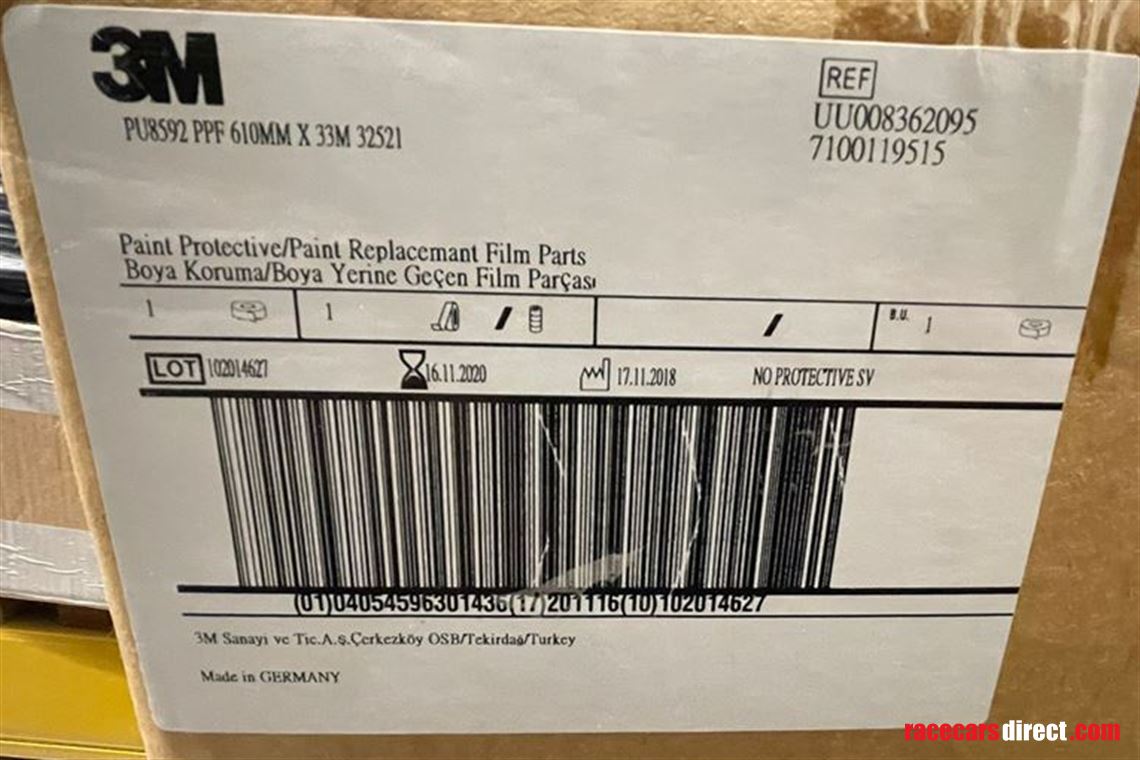 3M
REF
PU8592 PPF 610MM X 33M 32521
UU008362095
7100119515
Paint Protective/Paint Replacemant Film Parts
Boya Koruma/Boya Yerine Geçen Film Parçası
1 1 B.U. 1
LOT 102014627 16.11.2020 17.11.2018 NO PROTECTIVE SV
(01)04054596301436(17)201116(10)102014627
3M Sanayi ve Tic.A.ş.Çerkezköy OSB/Tekirdağ/Turkey
Made in GERMANY
racecarsdirect.com